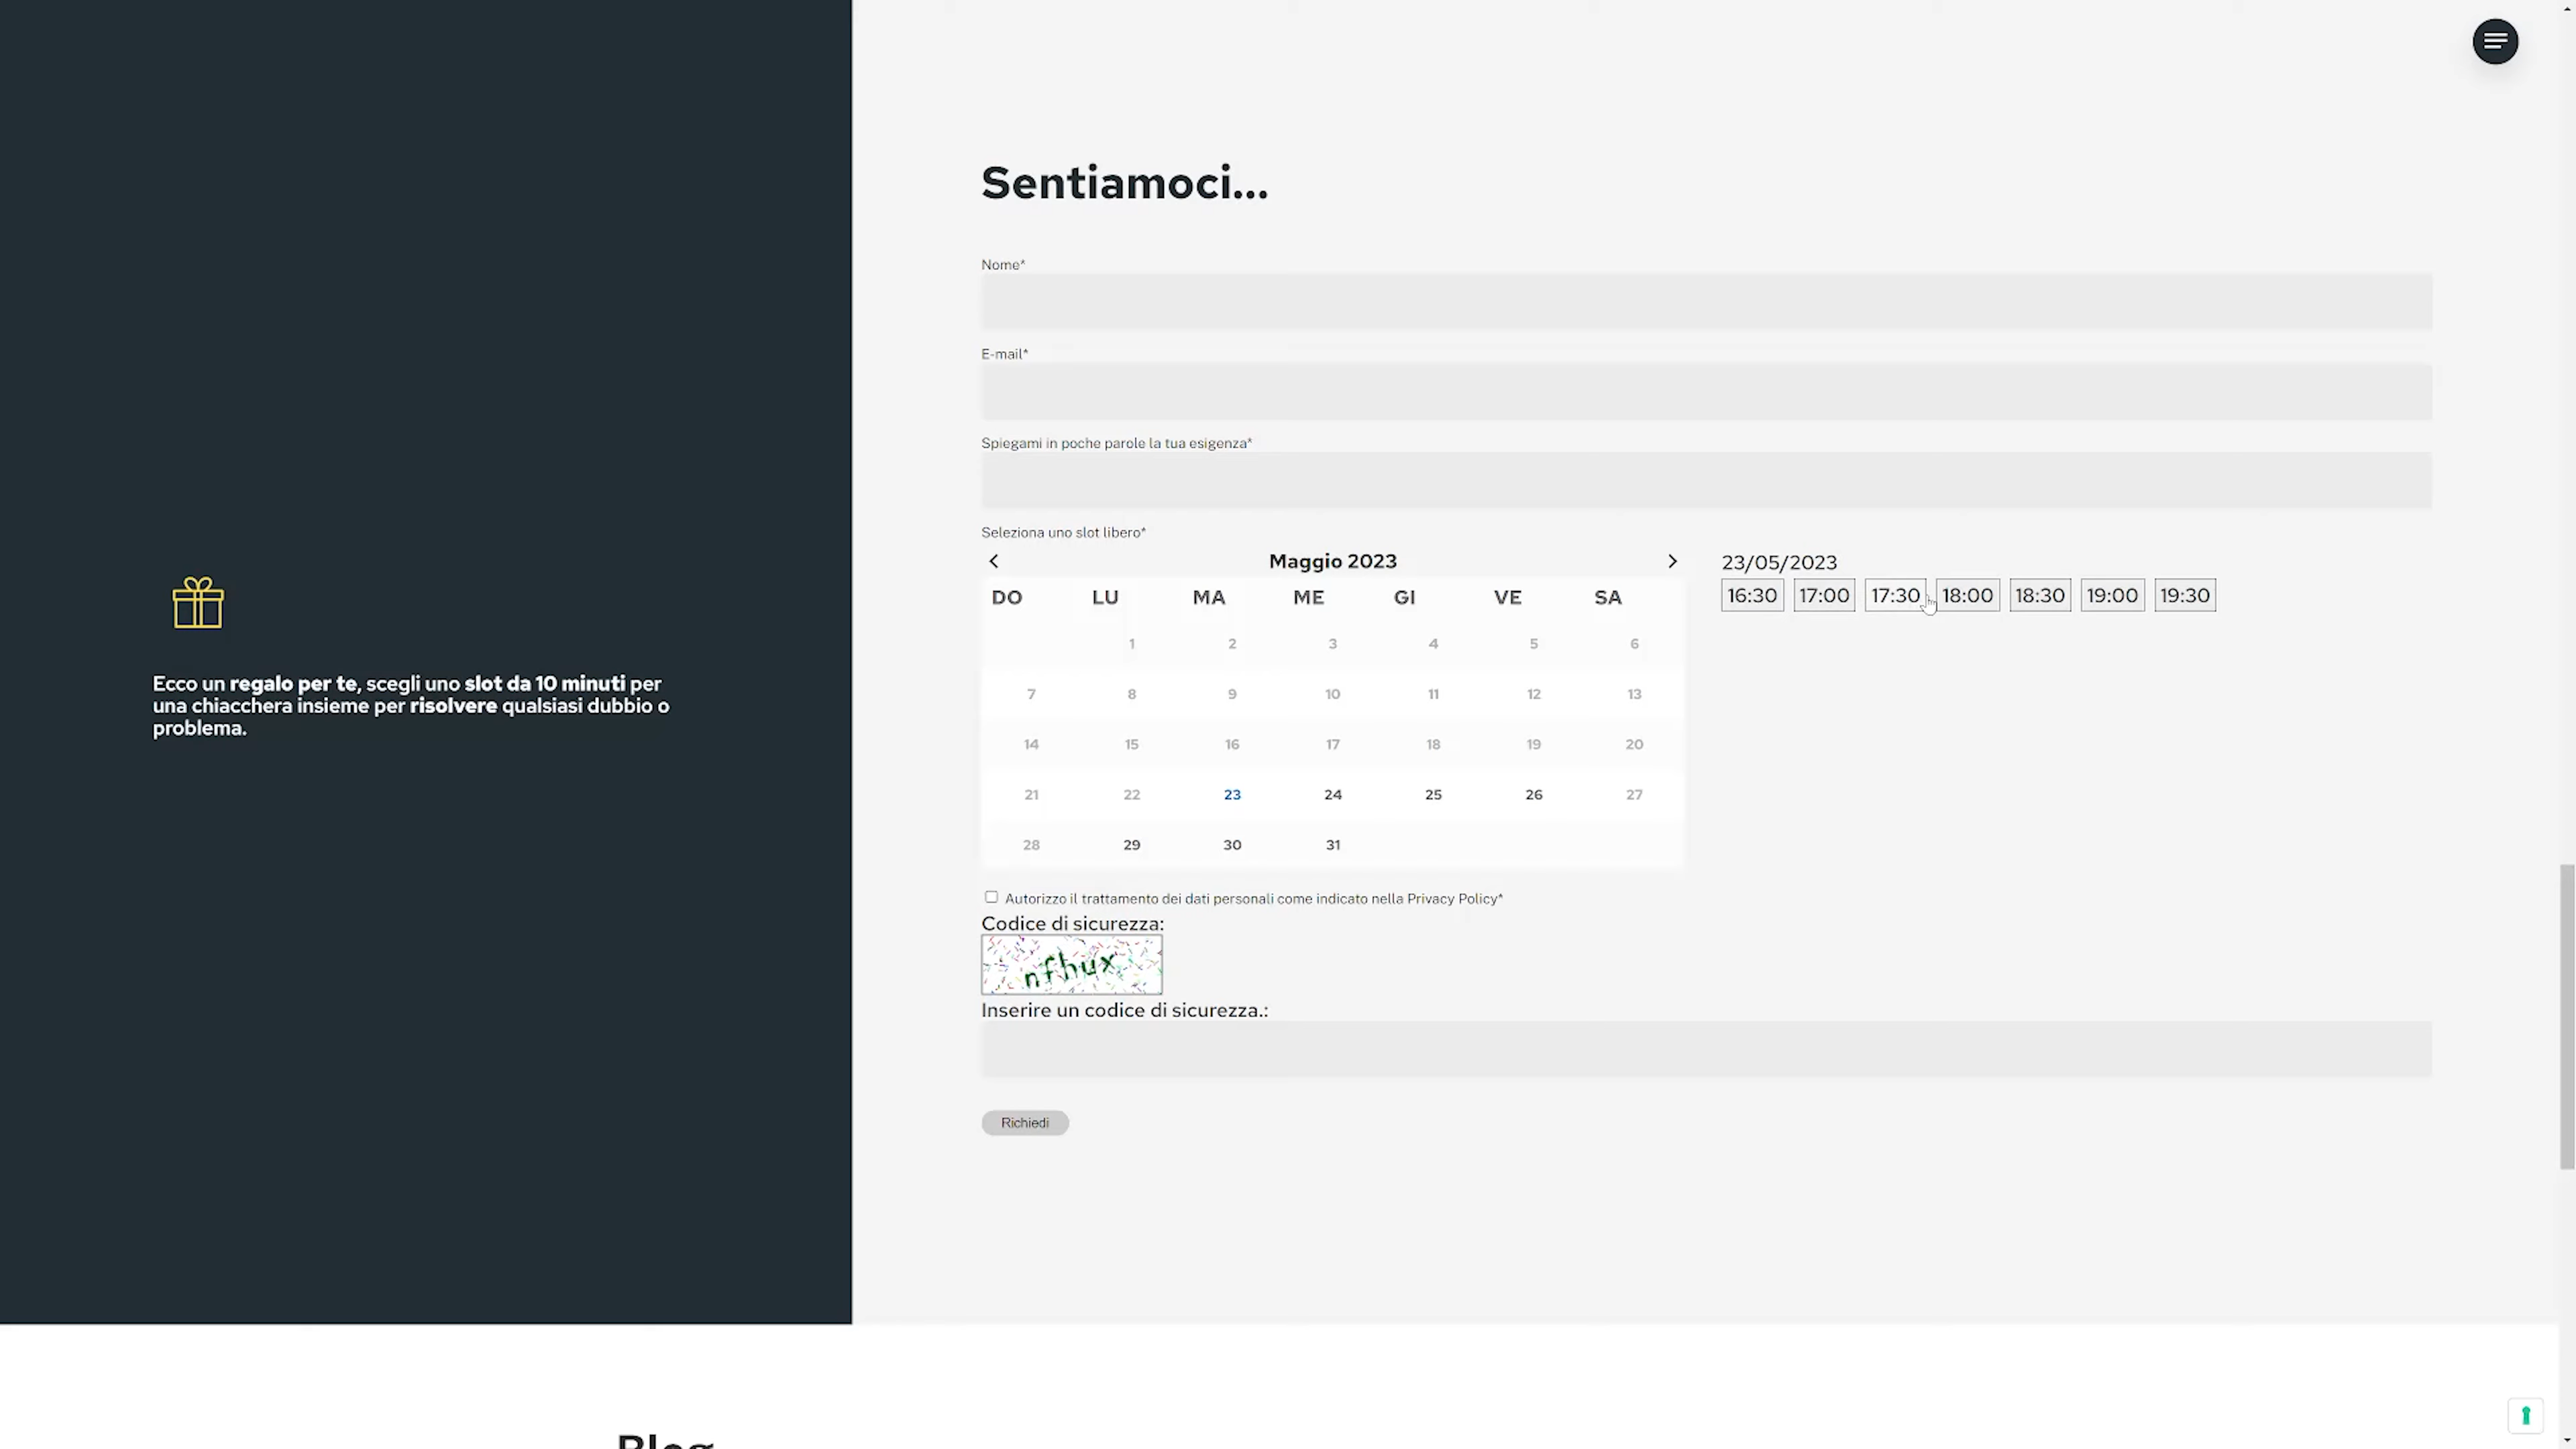 Sentiamoci...
Nome*
E-mail*
Spiegami in poche parole la tua esigenza*
Seleziona uno slot libero*
Maggio 2023
DO LU MA ME GI VE SA
1 2 3 4 5 6
7 8 9 10 11 12 13
14 15 16 17 18 19 20
21 22 23 24 25 26 27
28 29 30 31
23/05/2023
16:30 17:00 17:30 18:00 18:30 19:00 19:30
Ecco un regalo per te, scegli uno slot da 10 minuti per
una chiacchera insieme per risolvere qualsiasi dubbio o
problema.
Autorizzo il trattamento dei dati personali come indicato nella Privacy Policy*
Codice di sicurezza:
nfhux
Inserire un codice di sicurezza.:
Richiedi
Blog